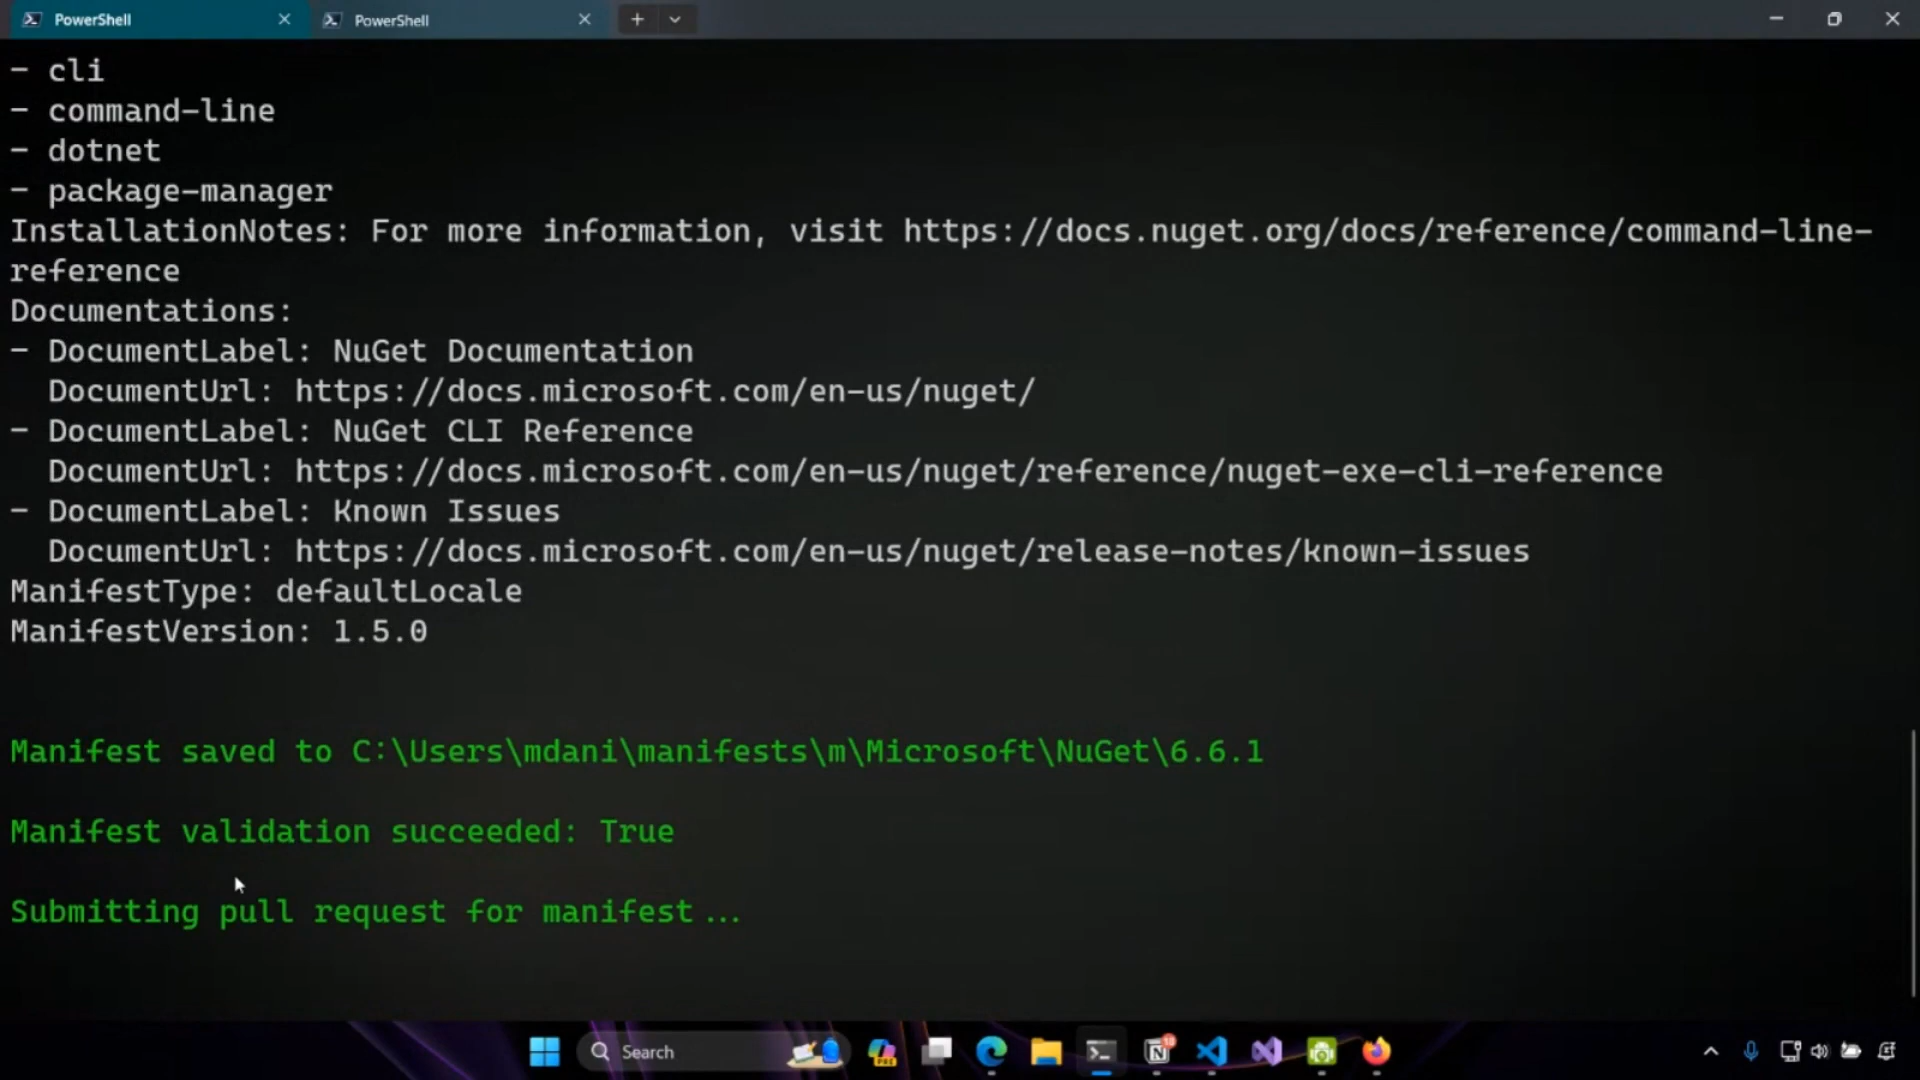 PowerShell
PowerShell
- cli
- command-line
- dotnet
- package-manager
InstallationNotes: For more information, visit https://docs.nuget.org/docs/reference/command-line-
reference
Documentations:
- DocumentLabel: NuGet Documentation
DocumentUrl: https://docs.microsoft.com/en-us/nuget/
- DocumentLabel: NuGet CLI Reference
DocumentUrl: https://docs.microsoft.com/en-us/nuget/reference/nuget-exe-cli-reference
- DocumentLabel: Known Issues
DocumentUrl: https://docs.microsoft.com/en-us/nuget/release-notes/known-issues
ManifestType: defaultLocale
ManifestVersion: 1.5.0
Manifest saved to C:\Users\mdani\manifests\m\Microsoft\NuGet\6.6.1
Manifest validation succeeded: True
Submitting pull request for manifest...
Search
PRE